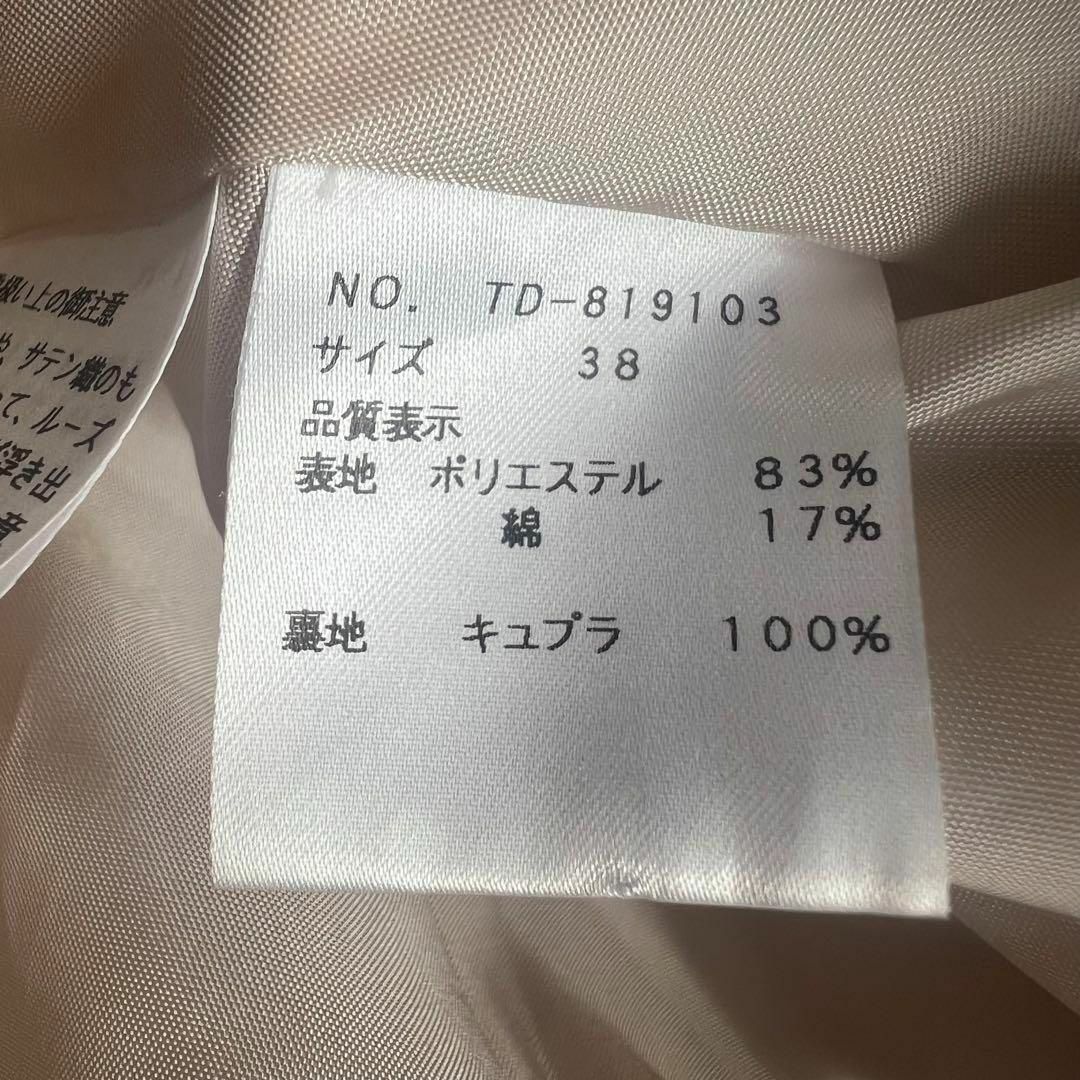 扱い上の御注意
サテン織のも
て、ルーズ
浮き出
NO. TD-819103
サイズ 38
品質表示
表地 ポリエステル 83%
綿 17%
裏地 キュプラ 100%